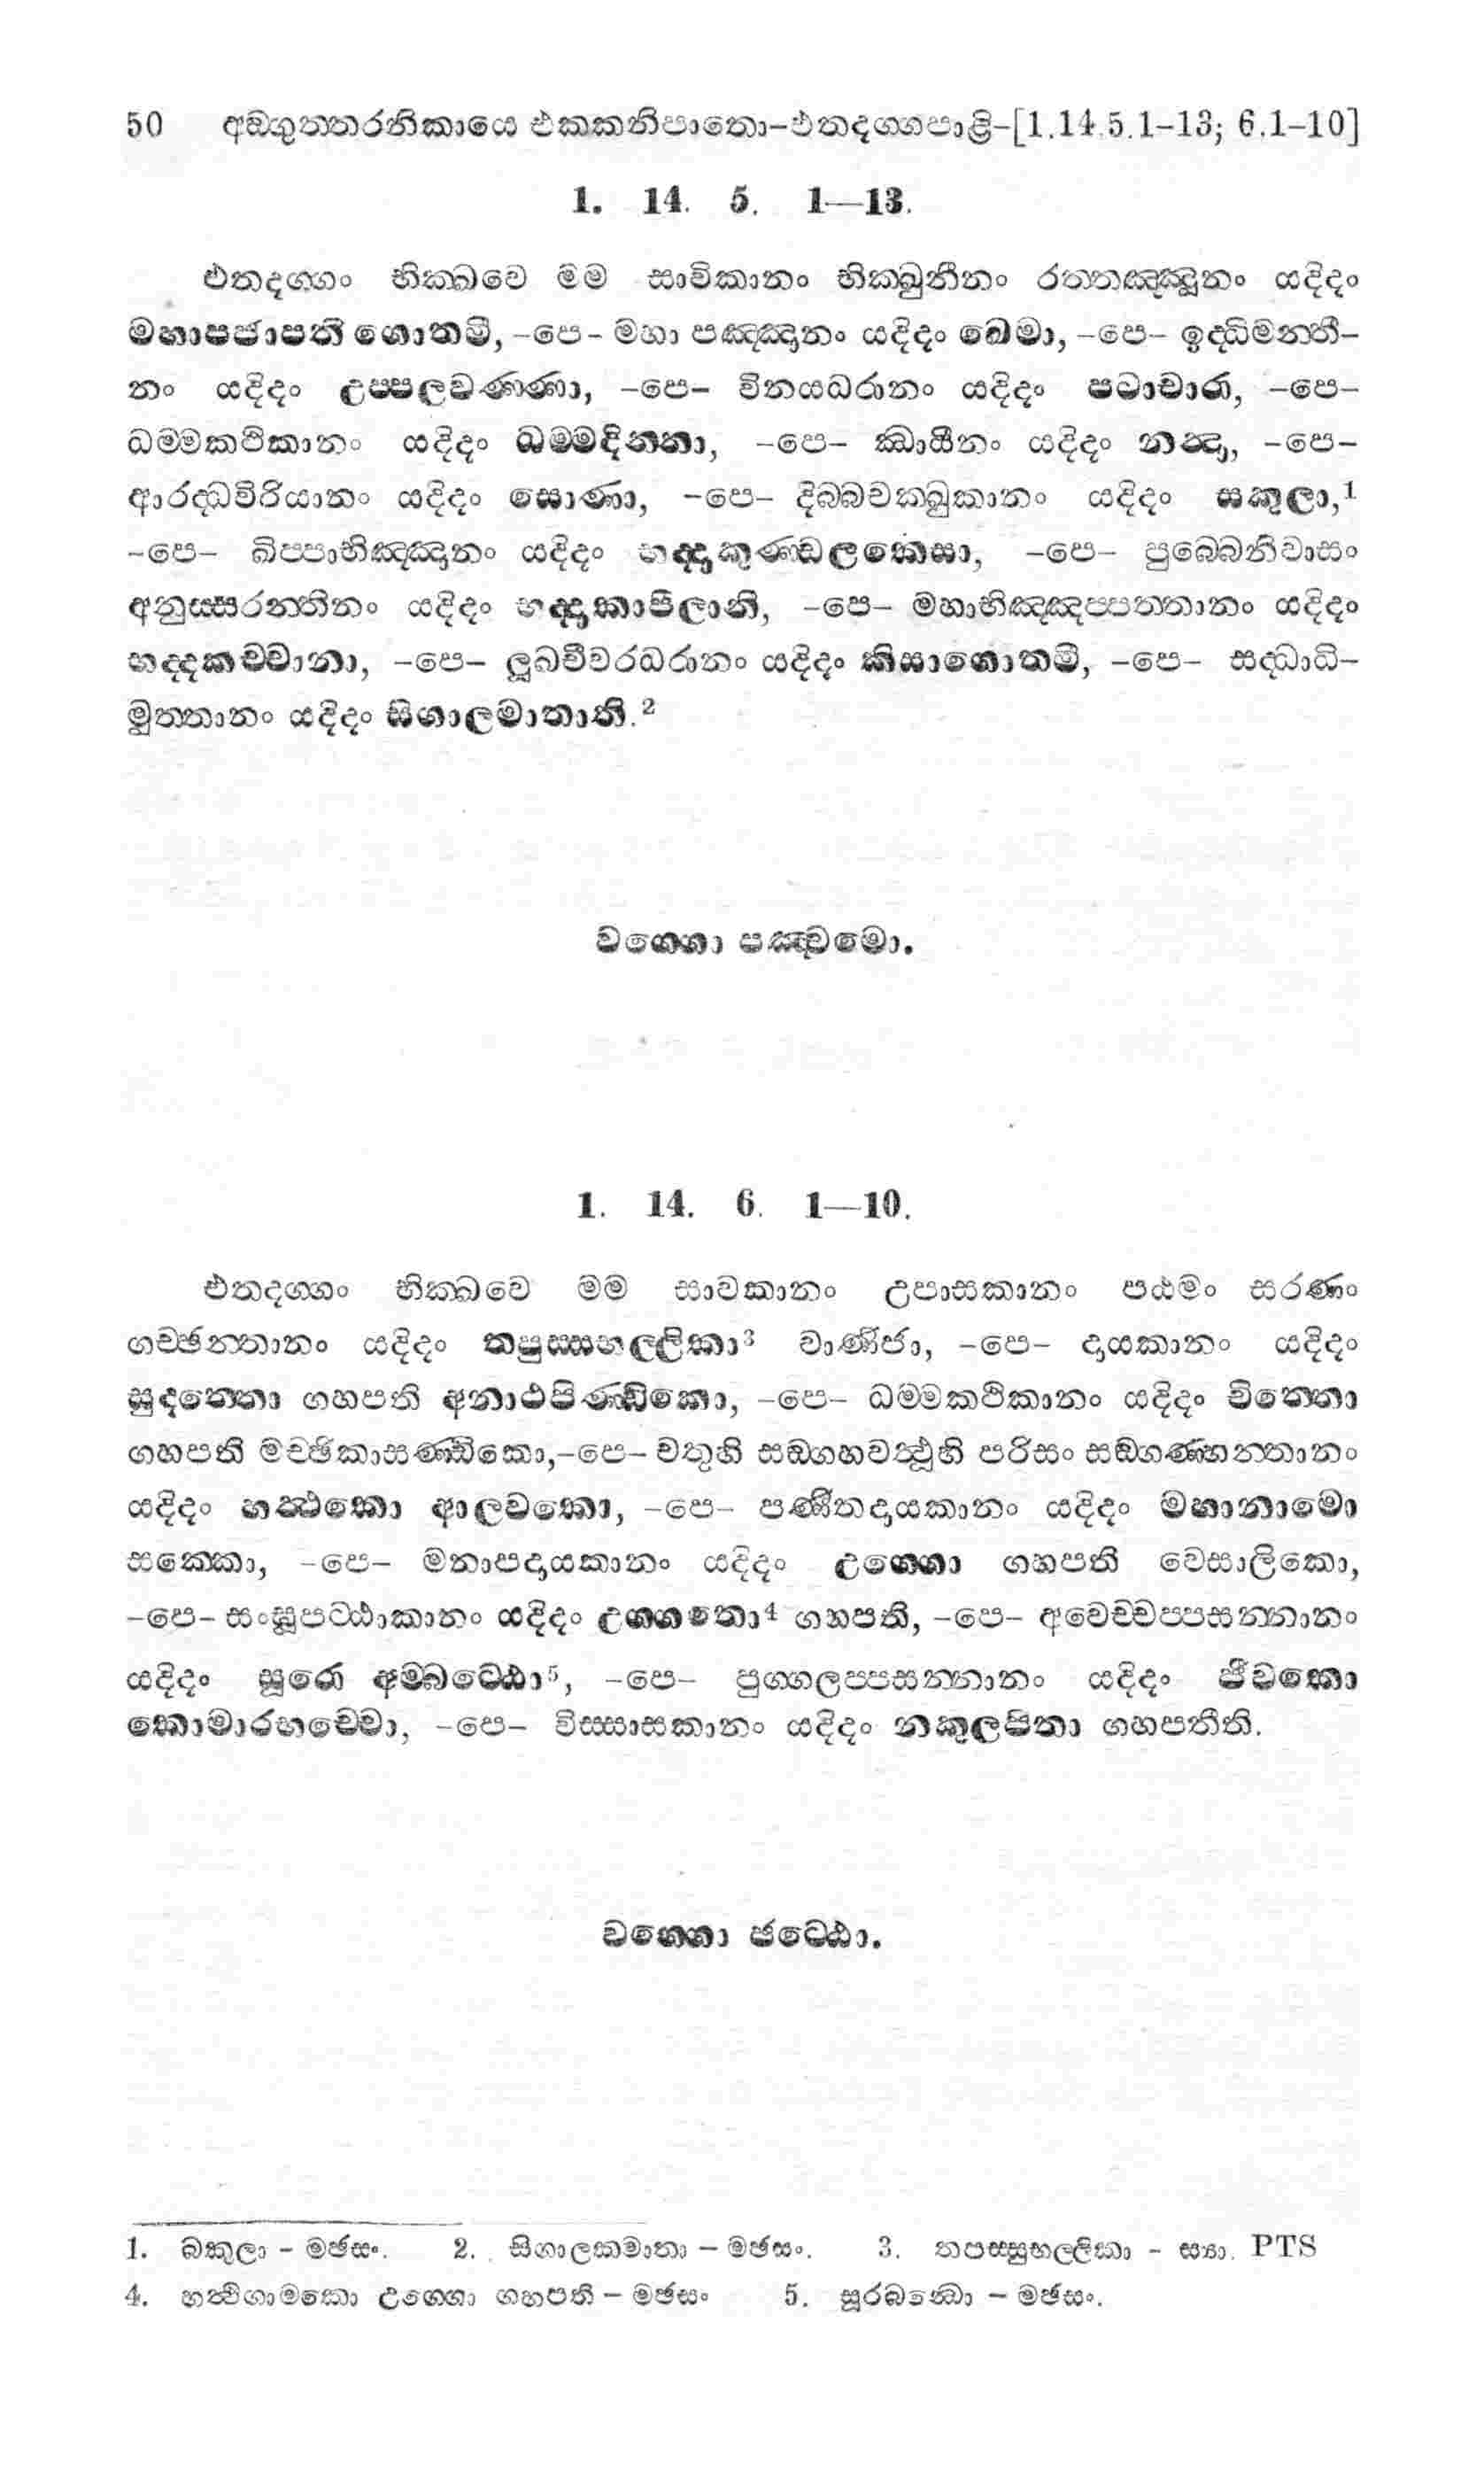 50 අඞ්ගුත්තරනිකායෙ එකකනිපාතො-එතදග්ගපාළි-[1.14.5.1-13; 6.1-10]
1. 14. 5. 1—13.
එතදග්ගං භික්ඛවෙ මම සාවිකානං භික්ඛුනීනං රත්තඤ්ඤූනං යදිදං
මහාපජාපතී ගොතමී, -පෙ- මහා පඤ්ඤානං යදිදං ඛෙමා, -පෙ- ඉද්ධිමන්තී-
නං යදිදං උප්පලවණ්ණා, -පෙ- විනයධරානං යදිදං පටාචාරා, -පෙ-
ධම්මකථිකානං යදිදං ධම්මදින්නා, -පෙ- ඣායීනං යදිදං නන්දා, -පෙ-
ආරද්ධවිරියානං යදිදං සොණා, -පෙ- දිබ්බචක්ඛුකානං යදිදං සකුලා,1
-පෙ- ඛිප්පාභිඤ්ඤානං යදිදං භද්දා කුණ්ඩලකෙසා, -පෙ- පුබ්බෙනිවාසං
අනුස්සරන්තීනං යදිදං භද්දා කාපිලානි, -පෙ- මහාභිඤ්ඤප්පත්තානං යදිදං
භද්දකච්චානා, -පෙ- ලූඛචීවරධරානං යදිදං කිසාගොතමී, -පෙ- සද්ධාධි-
මුත්තානං යදිදං සිගාලමාතාති.2
වග්ගො පඤ්චමො.
1. 14. 6. 1—10.
එතදග්ගං භික්ඛවෙ මම සාවකානං උපාසකානං පඨමං සරණං
ගච්ඡන්තානං යදිදං තපුස්සභල්ලිකා3 වාණිජා, -පෙ- දායකානං යදිදං
සුදත්තො ගහපති අනාථපිණ්ඩිකො, -පෙ- ධම්මකථිකානං යදිදං චිත්තො
ගහපති මච්ඡිකාසණ්ඩිකො,-පෙ- චතුහි සඞ්ගහවත්ථූහි පරිසං සඞ්ගණ්හන්තානං
යදිදං හත්ථකො ආලවකො, -පෙ- පණීතදායකානං යදිදං මහානාමො
සක්කො, -පෙ- මනාපදායකානං යදිදං උග්ගො ගහපති වෙසාලිකො,
-පෙ- සංඝූපට්ඨාකානං යදිදං උග්ගතො4 ගහපති, -පෙ- අවෙච්චප්පසන්නානං
යදිදං සූරො අම්බට්ඨො5, -පෙ- පුග්ගලප්පසන්නානං යදිදං ජීවකො
කොමාරභච්චො, -පෙ- විස්සාසකානං යදිදං නකුලපිතා ගහපතීති.
වග්ගො ඡට්ඨො.
1. බකුලා - මඡසං. 2. සිගාලකමාතා - මඡසං. 3. තපස්සුභල්ලිකා - ස්‍යා. PTS
4. හත්ථිගාමකො උග්ගො ගහපති - මඡසං 5. සූරබන්ධො - මඡසං.